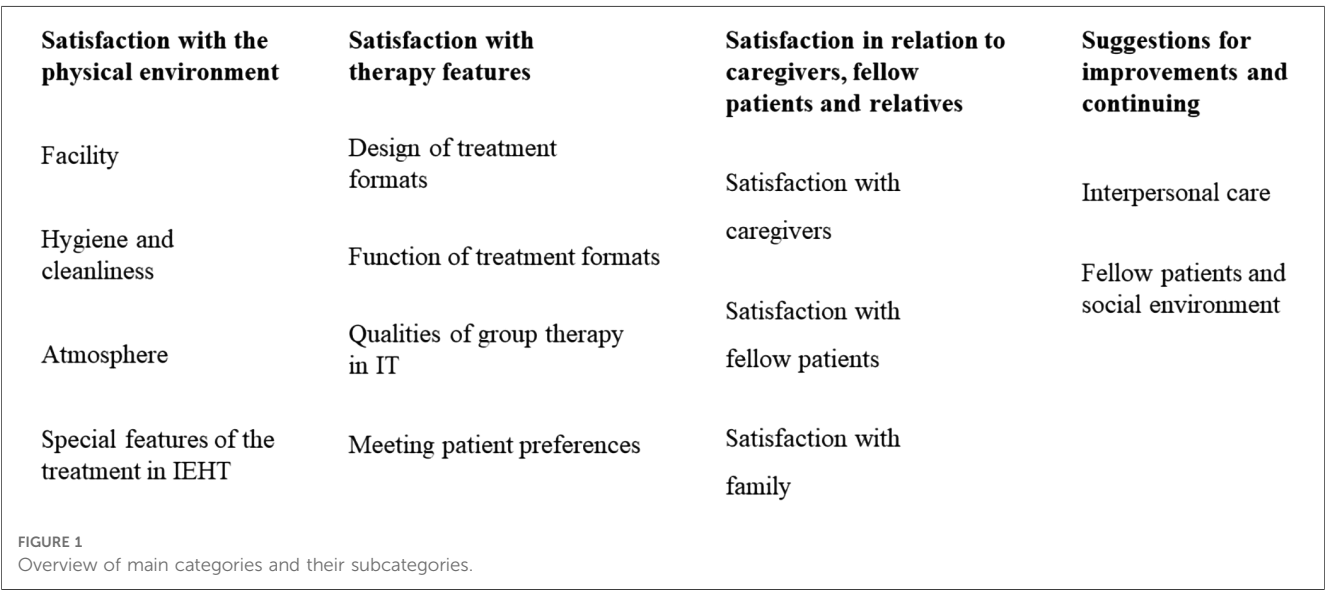 Satisfaction with the
physical environment
Facility
Hygiene and
cleanliness
Atmosphere
Special features of the
treatment in IEHT
Satisfaction with
therapy features
Design of treatment
formats
Function of treatment formats
Qualities of group therapy
in IT
Meeting patient preferences
Satisfaction in relation to
caregivers, fellow
patients and relatives
Satisfaction with
caregivers
Satisfaction with
fellow patients
Satisfaction with
family
Suggestions for
improvements and
continuing
Interpersonal care
Fellow patients and
social environment
FIGURE 1
Overview of main categories and their subcategories.